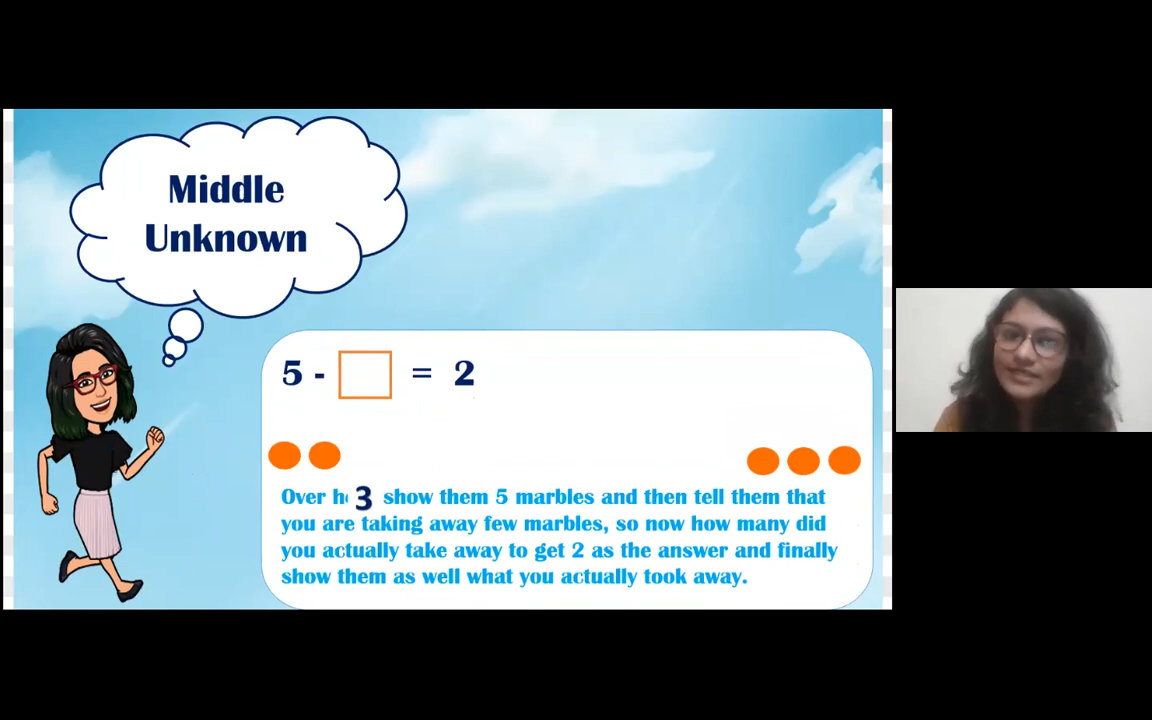 Middle
Unknown
5 - = 2
Over h 3 show them 5 marbles and then tell them that
you are taking away few marbles, so now how many did
you actually take away to get 2 as the answer and finally
show them as well what you actually took away.